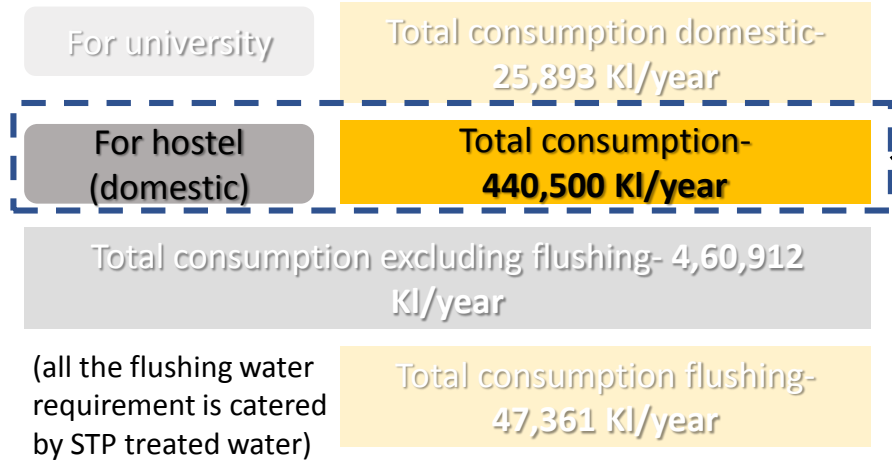 For university
Total consumption domestic-
25,893 Kl/year
For hostel
(domestic)
Total consumption-
440,500 Kl/year
Total consumption excluding flushing- 4,60,912
Kl/year
(all the flushing water
requirement is catered
by STP treated water)
Total consumption flushing-
47,361 Kl/year